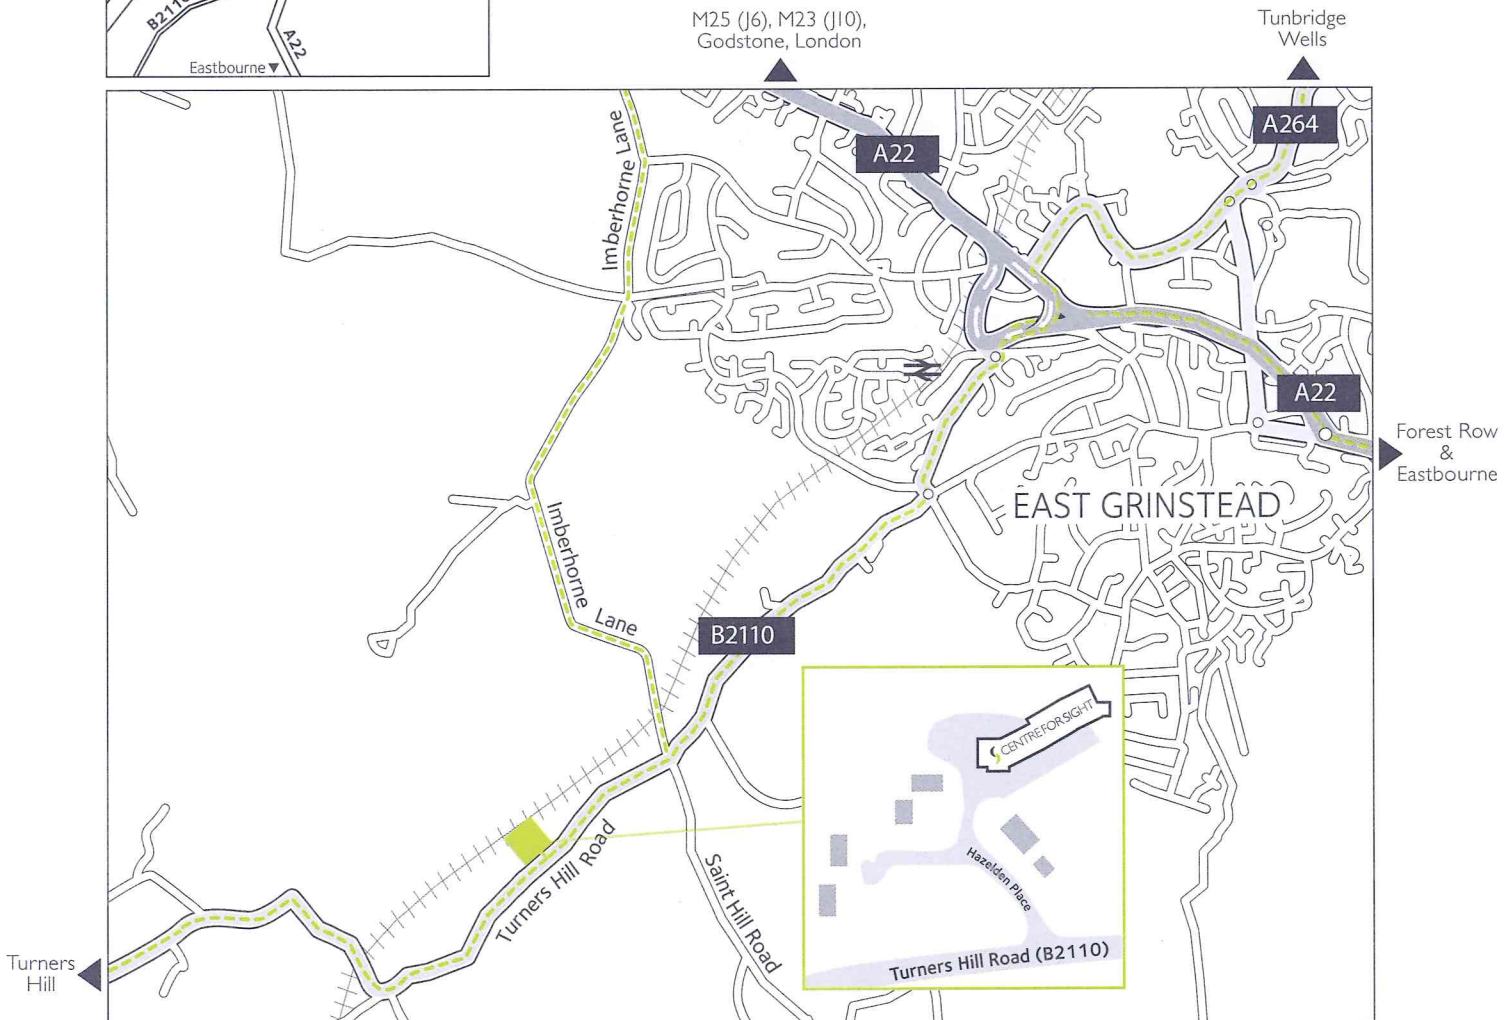 B2110
A22
Eastbourne
M25 (J6), M23 (J10),
Godstone, London
Tunbridge
Wells
A264
A22
Imberhorne Lane
A22
Forest Row
&
Eastbourne
EAST GRINSTEAD
Imberhorne
Lane
B2110
CENTRE FOR SIGHT
Hazelden Place
Turners Hill Road (B2110)
Turners Hill Road
Saint Hill Road
Turners
Hill